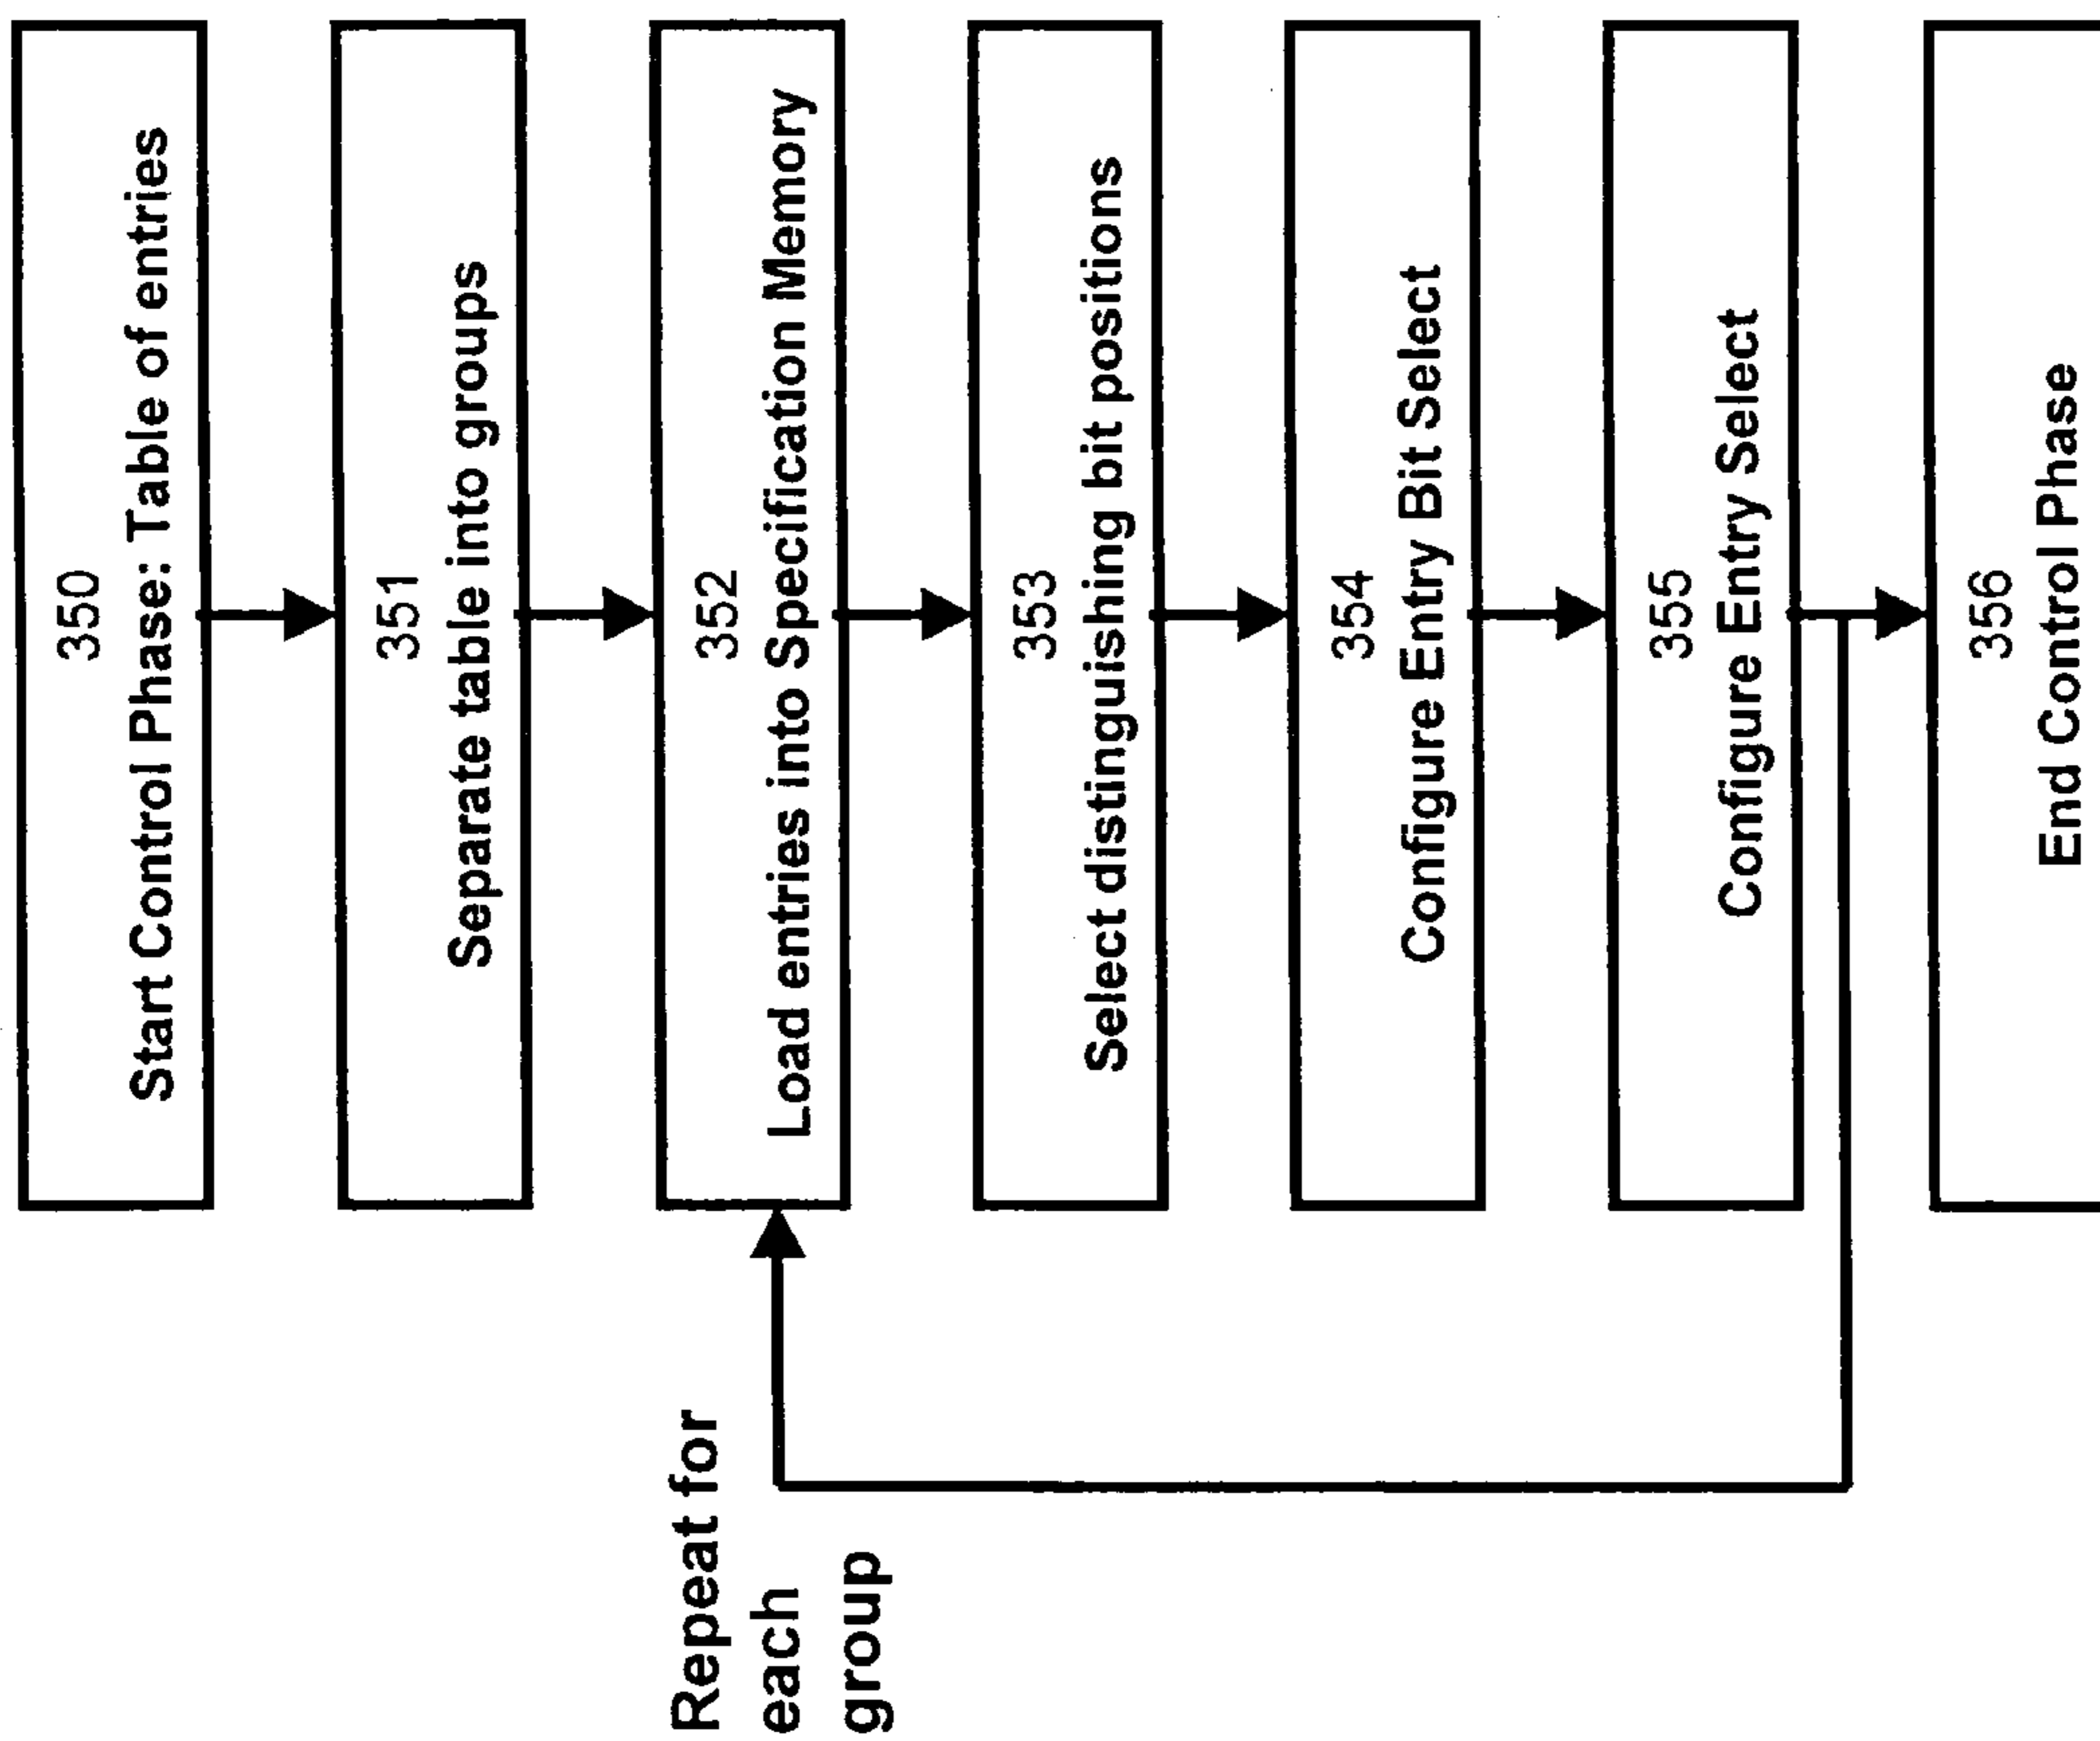 350
Start Control Phase: Table of entries
351
Separate table into groups
Repeat for
each
group
352
Load entries into Specification Memory
353
Select distinguishing bit positions
354
Configure Entry Bit Select
355
Configure Entry Select
356
End Control Phase